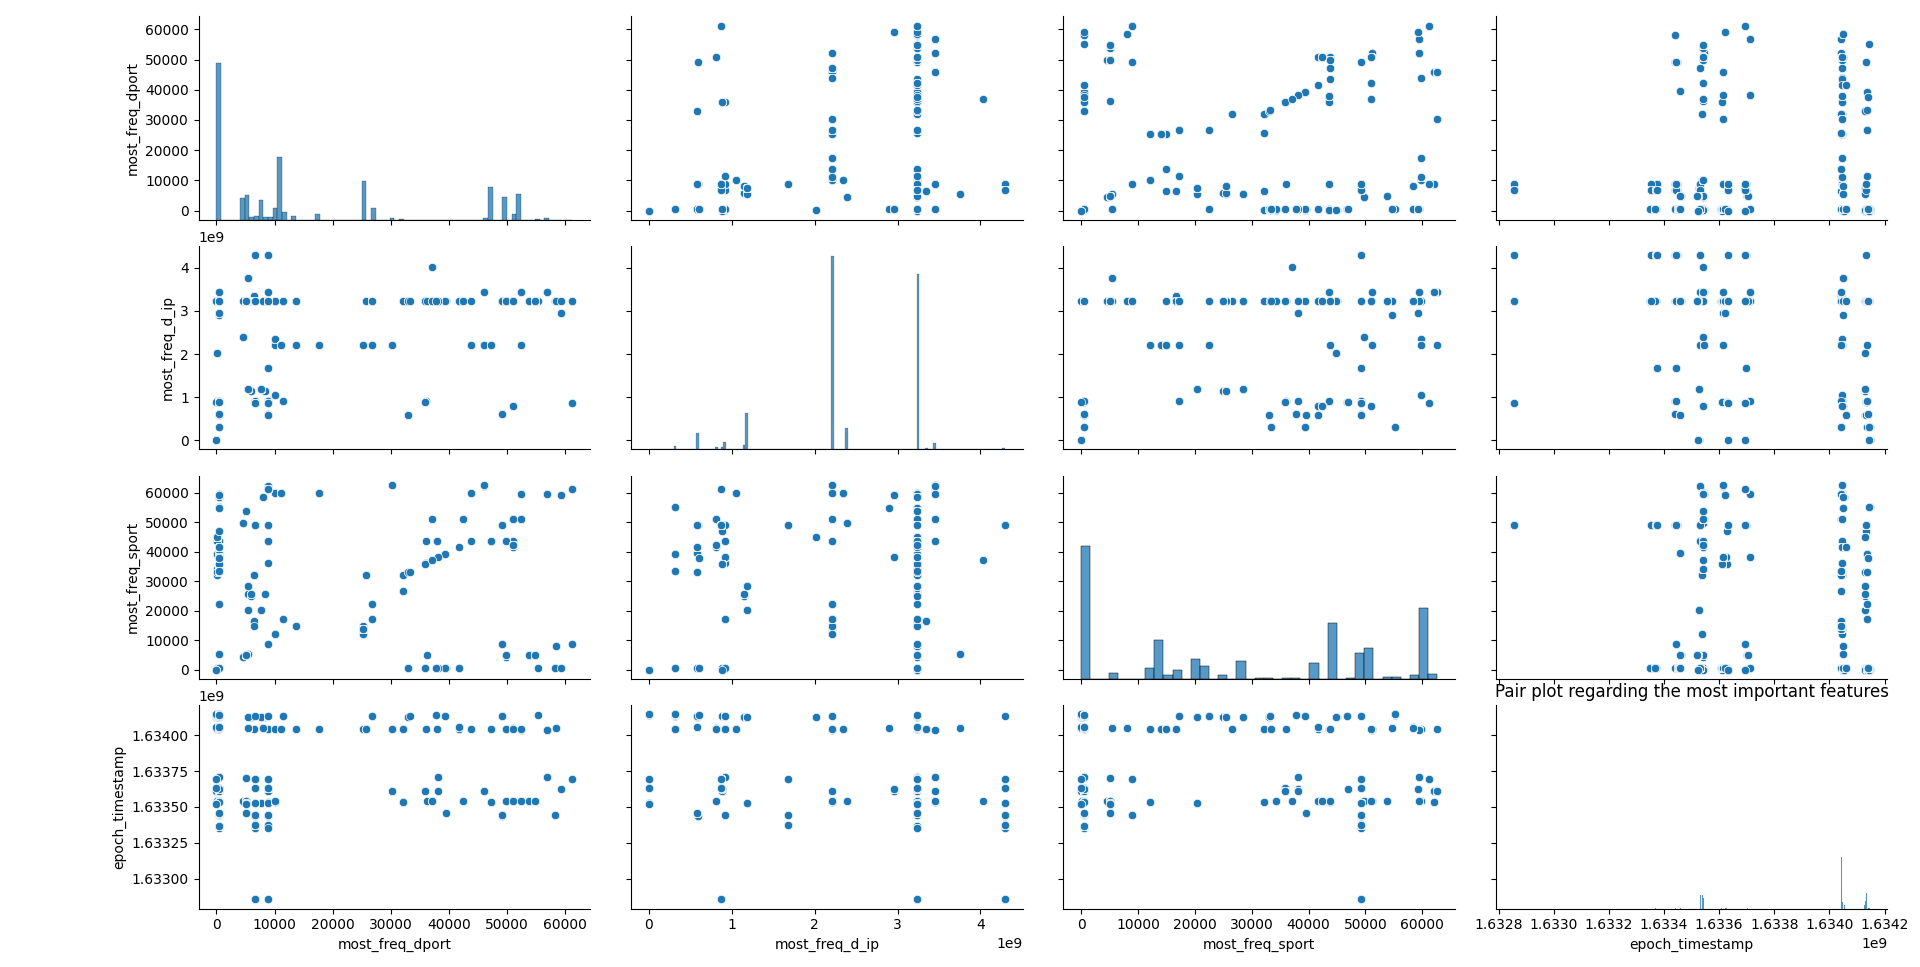 60000
50000
40000
30000
20000
10000
0
most_freq_dport
1e9
4
3
2
1
0
most_freq_d_ip
60000
50000
40000
30000
20000
10000
0
most_freq_sport
Pair plot regarding the most important features
1e9
1.63400
1.63375
1.63350
1.63325
1.63300
epoch_timestamp
0 10000 20000 30000 40000 50000 60000
most_freq_dport
0 1 2 3 4
1e9
most_freq_d_ip
0 10000 20000 30000 40000 50000 60000
most_freq_sport
1.6328 1.6330 1.6332 1.6334 1.6336 1.6338 1.6340 1.6342
1e9
epoch_timestamp